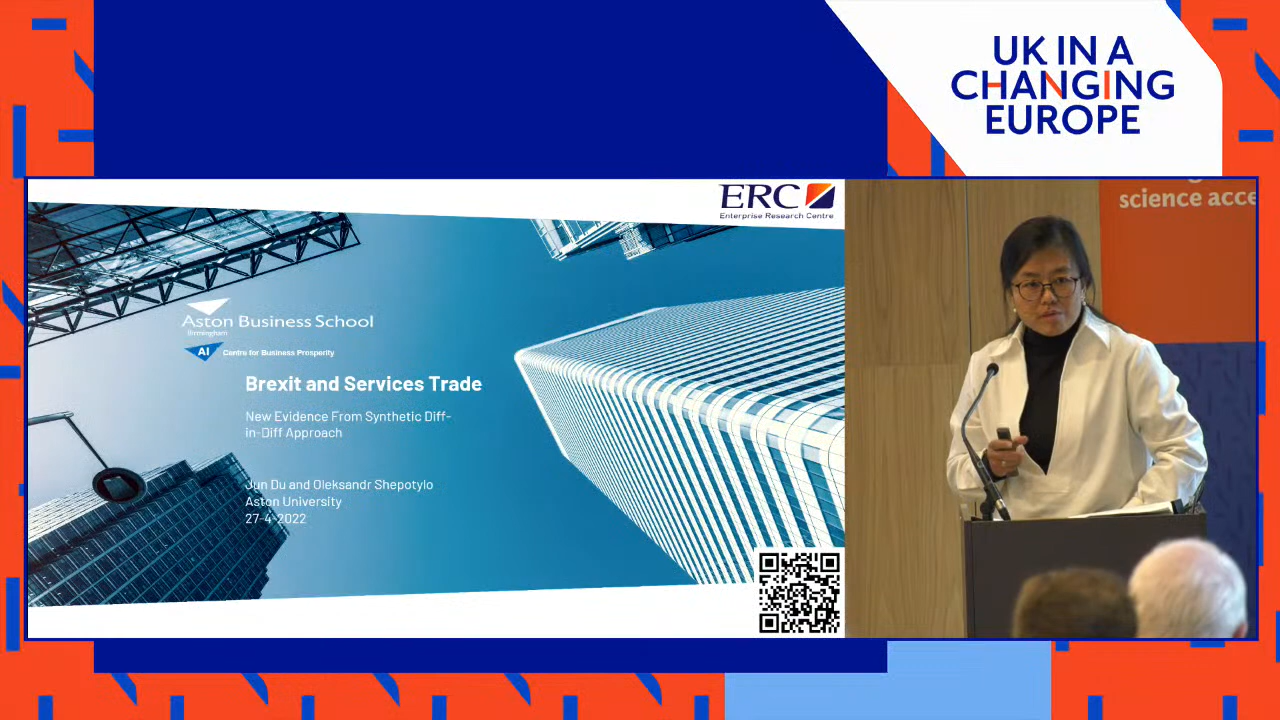 UK IN A
CHANGING
EUROPE
ERC
Enterprise Research Centre
science acce
Aston Business School
Birmingham
AI
Centre for Business Prosperity
Brexit and Services Trade
New Evidence From Synthetic Diff-
in-Diff Approach
Jun Du and Oleksandr Shepotylo
Aston University
27-4-2022